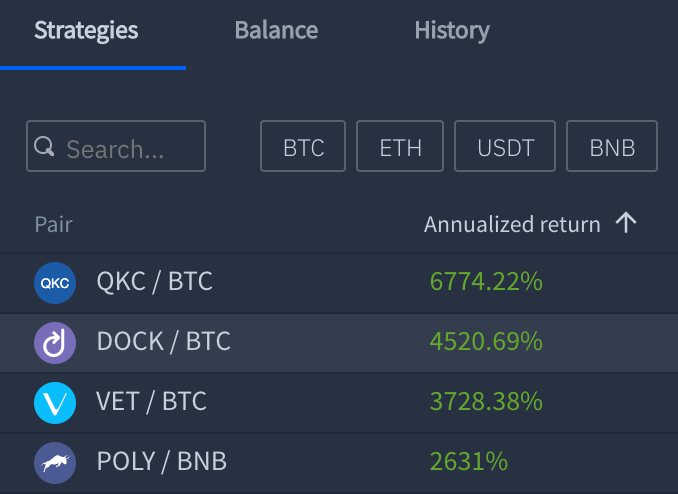 Strategies Balance History
Search... BTC ETH USDT BNB
Pair Annualized return
QKC QKC / BTC 6774.22%
DOCK / BTC 4520.69%
VET / BTC 3728.38%
POLY / BNB 2631%